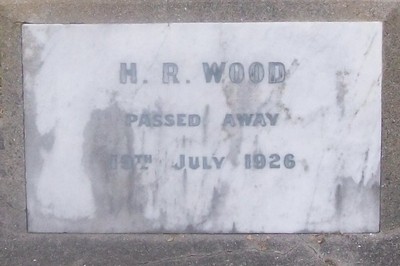 H. R. WOOD
PASSED AWAY
19TH JULY 1926